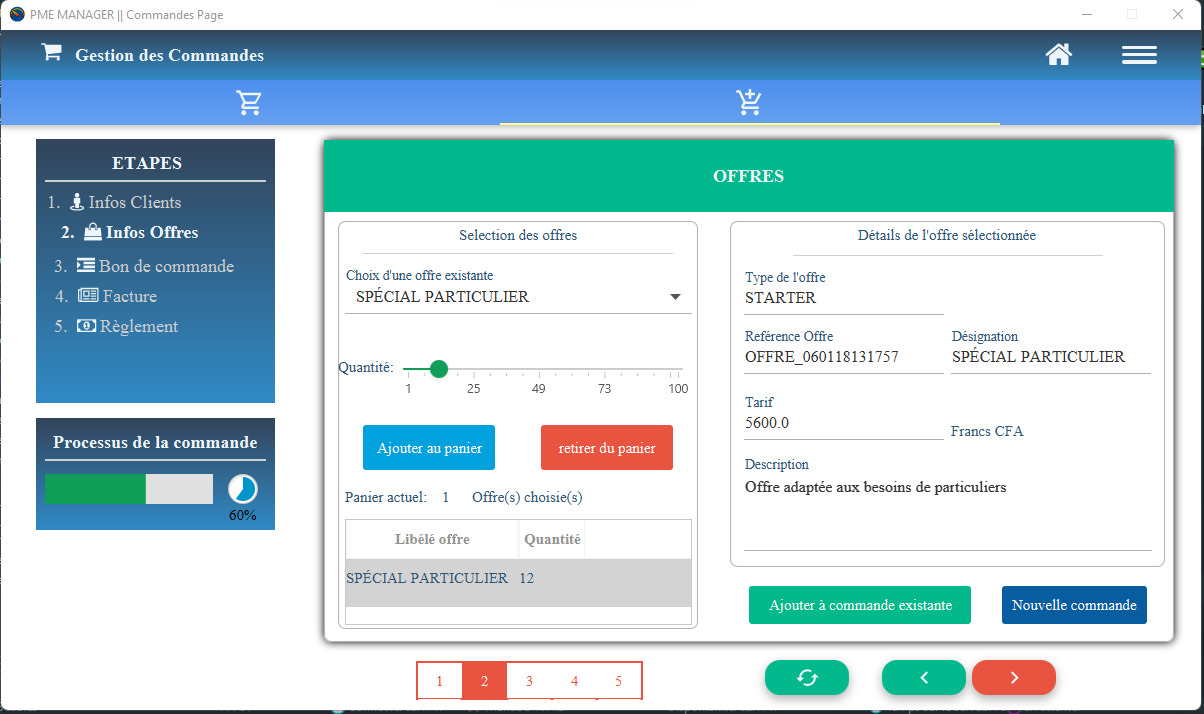 PME MANAGER || Commandes Page
Gestion des Commandes
ETAPES
1. Infos Clients
2. Infos Offres
3. Bon de commande
4. Facture
5. Règlement
Processus de la commande
60%
OFFRES
Selection des offres
Choix d'une offre existante
SPÉCIAL PARTICULIER
Quantité:
1 25 49 73 100
Ajouter au panier
retirer du panier
Panier actuel: 1 Offre(s) choisie(s)
Libélé offre Quantité
SPÉCIAL PARTICULIER 12
Détails de l'offre sélectionnée
Type de l'offre
STARTER
Reférence Offre
OFFRE_060118131757
Désignation
SPÉCIAL PARTICULIER
Tarif
5600.0
Francs CFA
Description
Offre adaptée aux besoins de particuliers
Ajouter à commande existante
Nouvelle commande
1 2 3 4 5